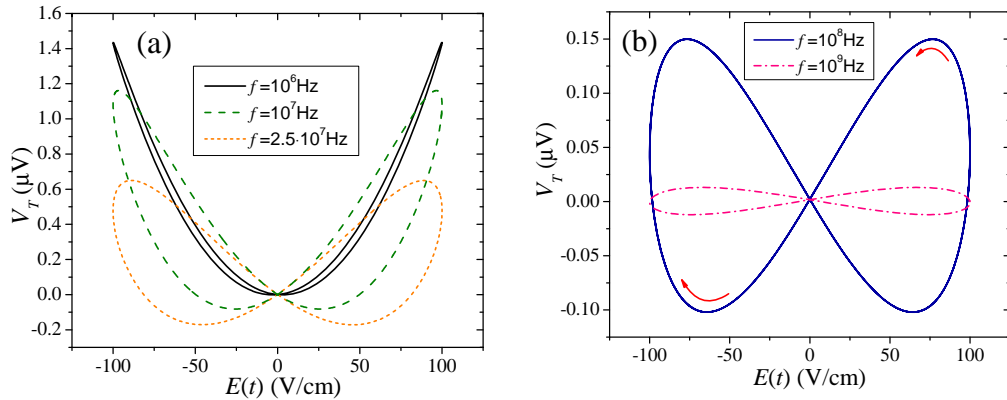 (a)
f=10⁶Hz
f=10⁷Hz
f=2.5·10⁷Hz
1.6
1.4
1.2
1.0
0.8
0.6
0.4
0.2
0.0
-0.2
V_T (μV)
-100 -50 0 50 100
E(t) (V/cm)
(b)
f=10⁸Hz
f=10⁹Hz
0.15
0.10
0.05
0.00
-0.05
-0.10
V_T (μV)
-100 -50 0 50 100
E(t) (V/cm)